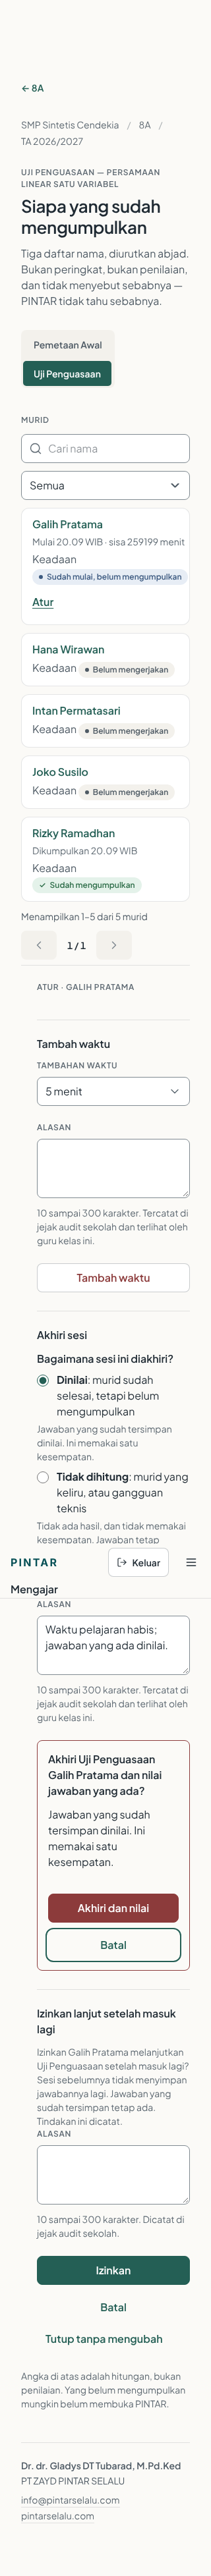 ← 8A
SMP Sintetis Cendekia / 8A /
TA 2026/2027
UJI PENGUASAAN — PERSAMAAN
LINEAR SATU VARIABEL
Siapa yang sudah
mengumpulkan
Tiga daftar nama, diurutkan abjad.
Bukan peringkat, bukan penilaian,
dan tidak menyebut sebabnya —
PINTAR tidak tahu sebabnya.
Pemetaan Awal
Uji Penguasaan
MURID
Cari nama
Semua
Galih Pratama
Mulai 20.09 WIB · sisa 259199 menit
Keadaan
Sudah mulai, belum mengumpulkan
Atur
Hana Wirawan
Keadaan Belum mengerjakan
Intan Permatasari
Keadaan Belum mengerjakan
Joko Susilo
Keadaan Belum mengerjakan
Rizky Ramadhan
Dikumpulkan 20.09 WIB
Keadaan
✓ Sudah mengumpulkan
Menampilkan 1–5 dari 5 murid
1 / 1
ATUR · GALIH PRATAMA
Tambah waktu
TAMBAHAN WAKTU
5 menit
ALASAN
10 sampai 300 karakter. Tercatat di
jejak audit sekolah dan terlihat oleh
guru kelas ini.
Tambah waktu
Akhiri sesi
Bagaimana sesi ini diakhiri?
Dinilai: murid sudah
selesai, tetapi belum
mengumpulkan
Jawaban yang sudah tersimpan
dinilai. Ini memakai satu
kesempatan.
Tidak dihitung: murid yang
keliru, atau gangguan
teknis
Tidak ada hasil, dan tidak memakai
kesempatan. Jawaban tetap
PINTAR
Keluar
Mengajar
ALASAN
Waktu pelajaran habis;
jawaban yang ada dinilai.
10 sampai 300 karakter. Tercatat di
jejak audit sekolah dan terlihat oleh
guru kelas ini.
Akhiri Uji Penguasaan
Galih Pratama dan nilai
jawaban yang ada?
Jawaban yang sudah
tersimpan dinilai. Ini
memakai satu
kesempatan.
Akhiri dan nilai
Batal
Izinkan lanjut setelah masuk
lagi
Izinkan Galih Pratama melanjutkan
Uji Penguasaan setelah masuk lagi?
Sesi sebelumnya tidak menyimpan
jawabannya lagi. Jawaban yang
sudah tersimpan tetap ada.
Tindakan ini dicatat.
ALASAN
10 sampai 300 karakter. Dicatat di
jejak audit sekolah.
Izinkan
Batal
Tutup tanpa mengubah
Angka di atas adalah hitungan, bukan
penilaian. Yang belum mengumpulkan
mungkin belum membuka PINTAR.
Dr. dr. Gladys DT Tubarad, M.Pd.Ked
PT ZAYD PINTAR SELALU
info@pintarselalu.com
pintarselalu.com